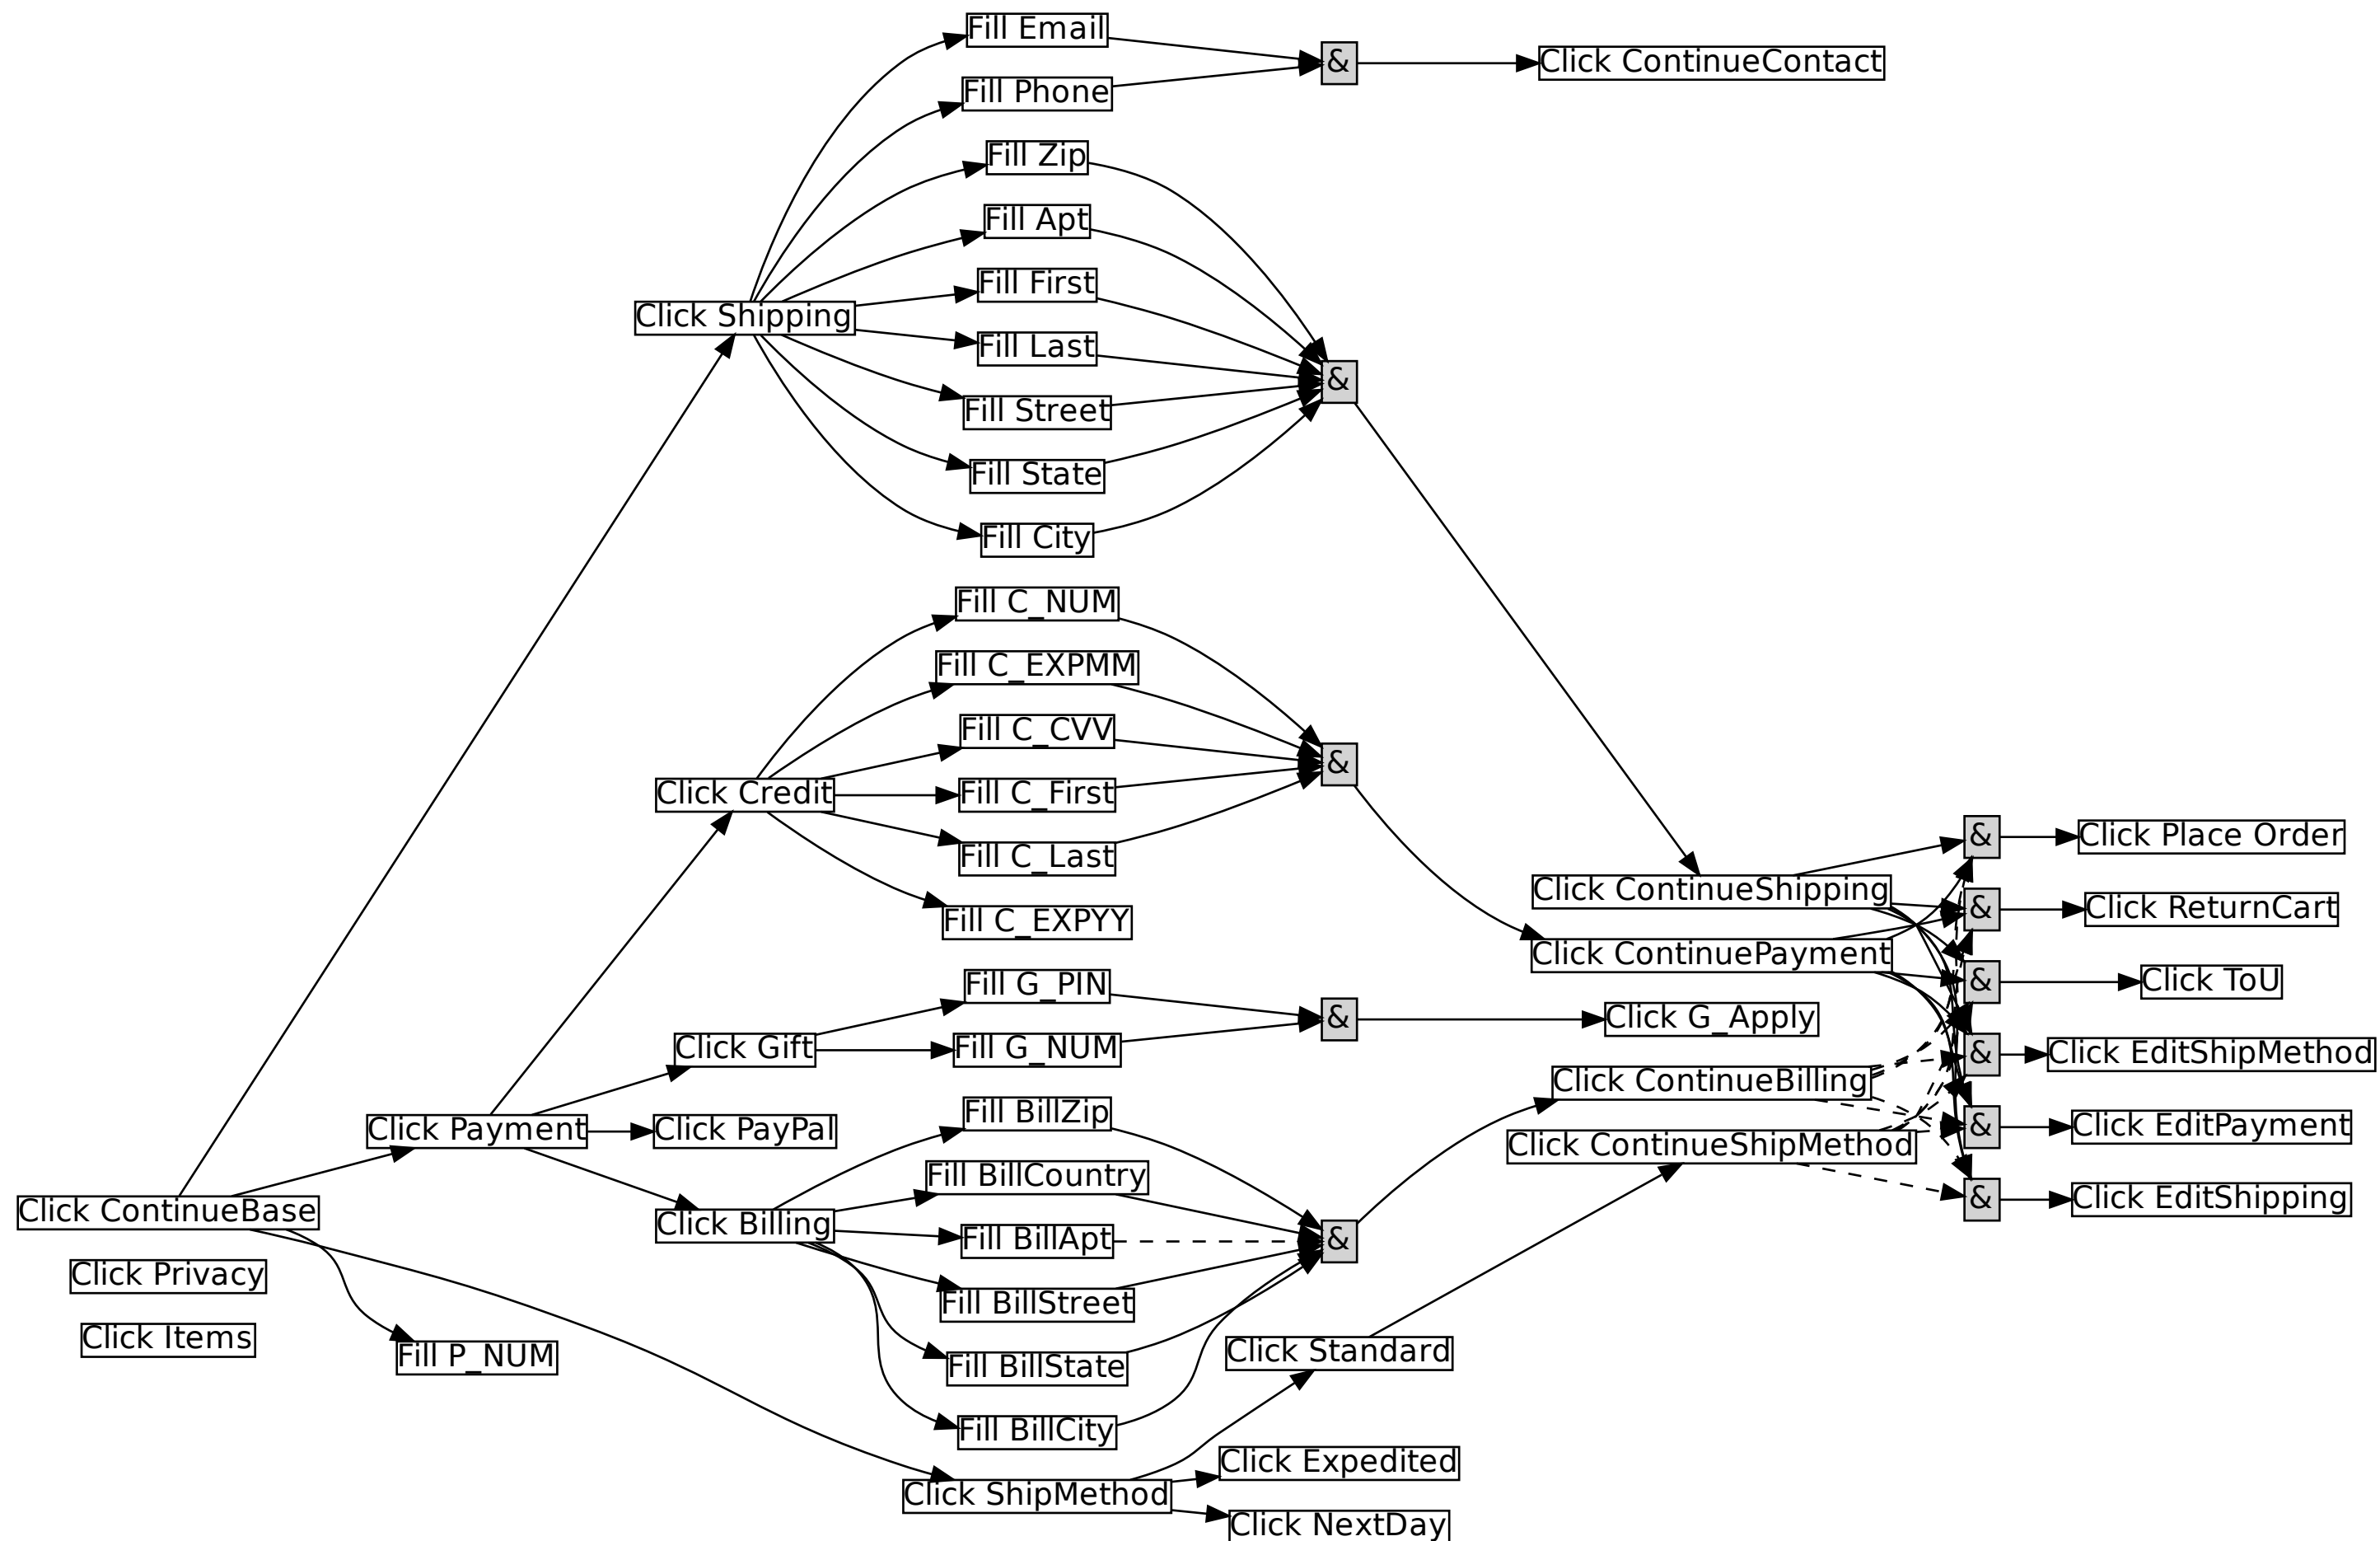 Fill Email
&
Click ContinueContact
Fill Phone
Fill Zip
Fill Apt
Fill First
Click Shipping
Fill Last
&
Fill Street
Fill State
Fill City
Fill C_NUM
Fill C_EXPMM
Fill C_CVV
&
Click Credit
Fill C_First
Fill C_Last
Fill C_EXPYY
&
Click Place Order
Click ContinueShipping
&
Click ReturnCart
Click ContinuePayment
&
Click ToU
Fill G_PIN
&
Click G_Apply
Click Gift
Fill G_NUM
&
Click EditShipMethod
Click ContinueBilling
Click Payment
Click PayPal
Fill BillZip
&
Click EditPayment
Click ContinueShipMethod
Fill BillCountry
&
Click EditShipping
Click ContinueBase
Click Billing
Fill BillApt
&
Click Privacy
Fill BillStreet
Click Items
Fill P_NUM
Fill BillState
Click Standard
Fill BillCity
Click Expedited
Click ShipMethod
Click NextDay